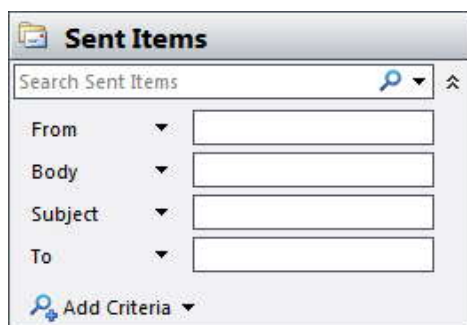 Sent Items
Search Sent Items
From
Body
Subject
To
Add Criteria